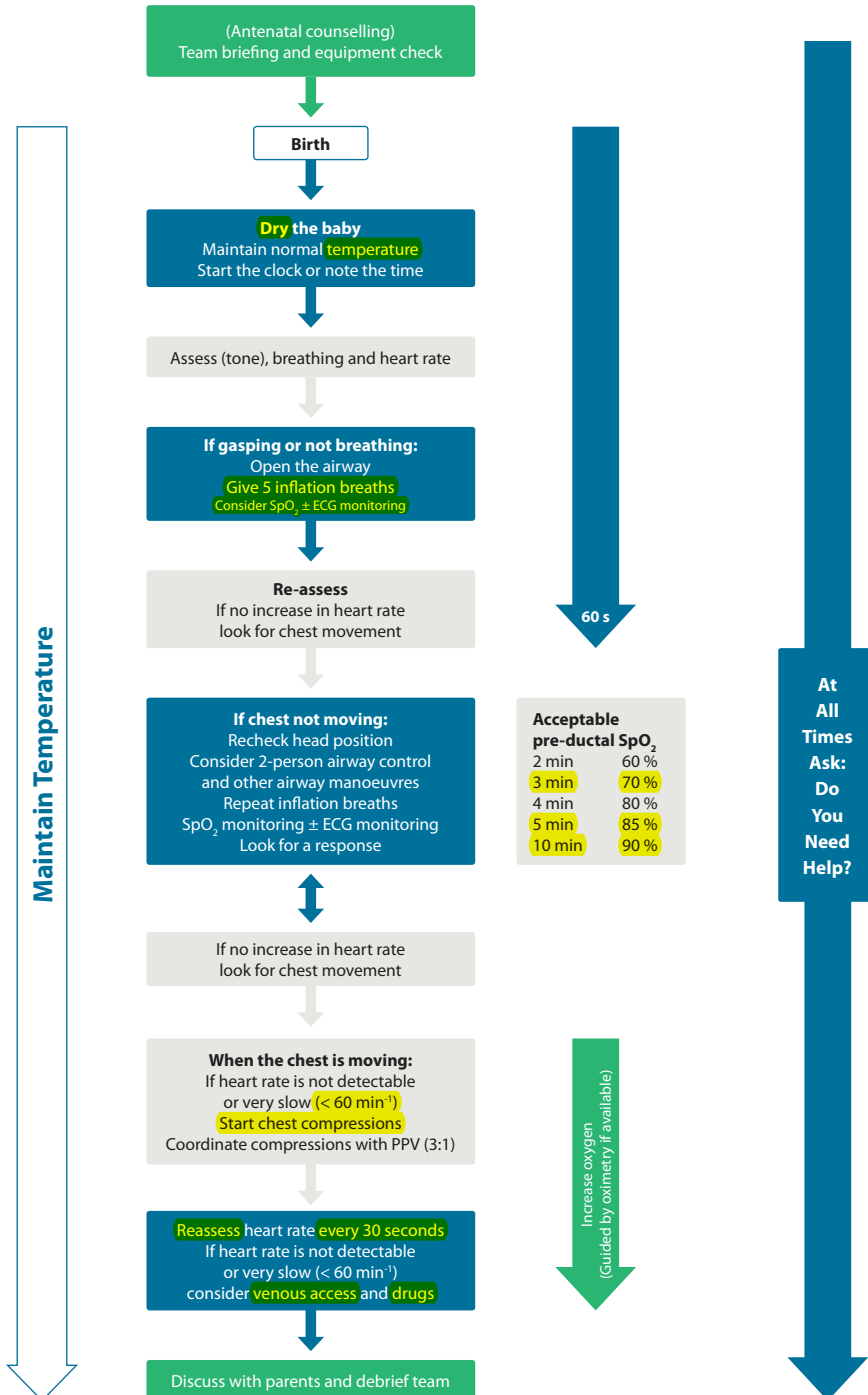 (Antenatal counselling)
Team briefing and equipment check
Birth
Dry the baby
Maintain normal temperature
Start the clock or note the time
Assess (tone), breathing and heart rate
If gasping or not breathing:
Open the airway
Give 5 inflation breaths
Consider SpO₂ ± ECG monitoring
Re-assess
If no increase in heart rate
look for chest movement
If chest not moving:
Recheck head position
Consider 2-person airway control
and other airway manoeuvres
Repeat inflation breaths
SpO₂ monitoring ± ECG monitoring
Look for a response
If no increase in heart rate
look for chest movement
When the chest is moving:
If heart rate is not detectable
or very slow (< 60 min⁻¹)
Start chest compressions
Coordinate compressions with PPV (3:1)
Reassess heart rate every 30 seconds
If heart rate is not detectable
or very slow (< 60 min⁻¹)
consider venous access and drugs
Discuss with parents and debrief team
Maintain Temperature
60 s
Acceptable
pre-ductal SpO₂
2 min 60 %
3 min 70 %
4 min 80 %
5 min 85 %
10 min 90 %
Increase oxygen
(Guided by oximetry if available)
At
All
Times
Ask:
Do
You
Need
Help?